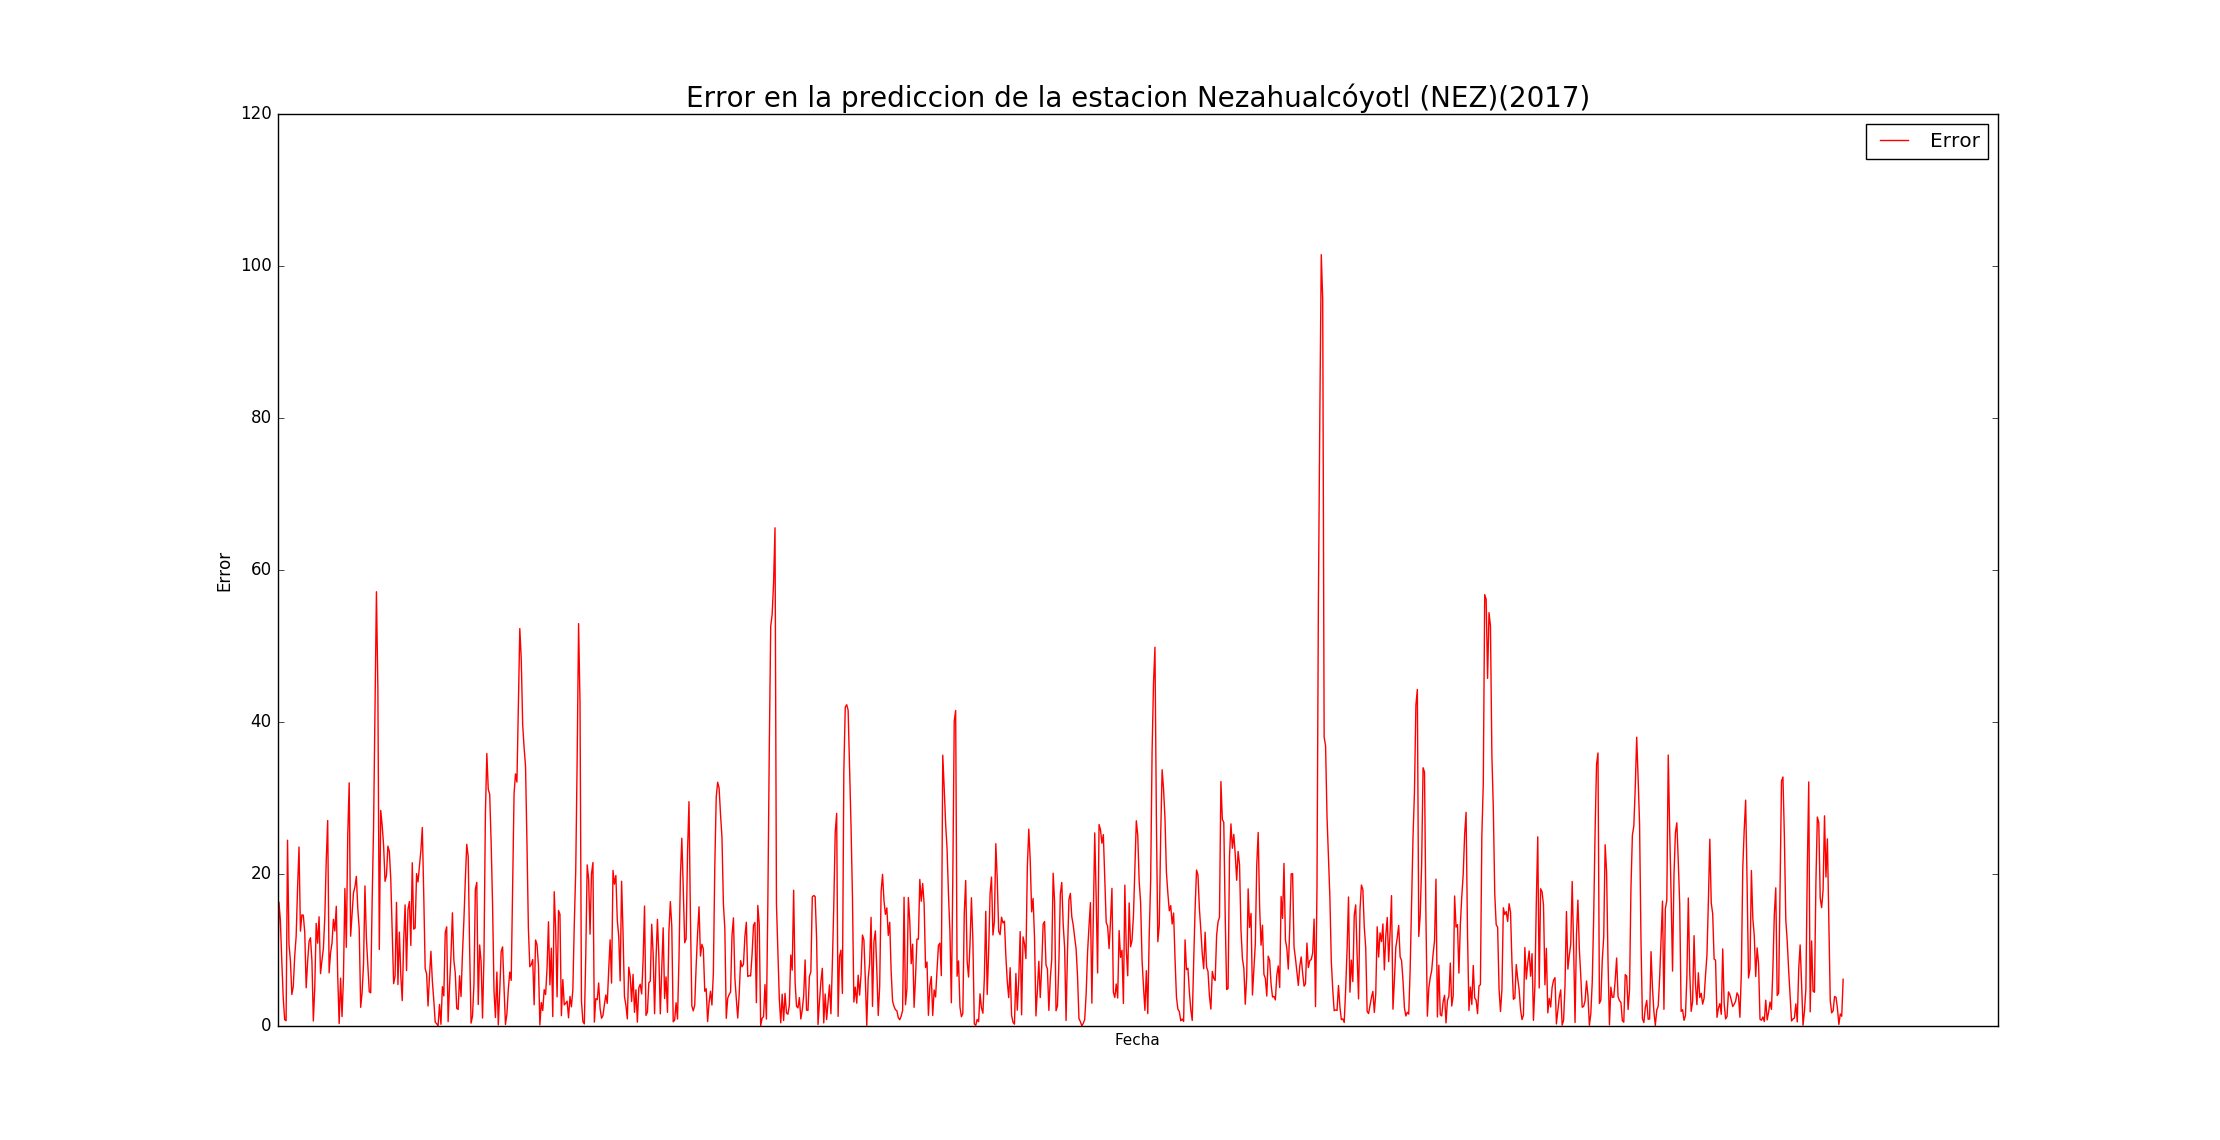 Error en la prediccion de la estacion Nezahualcóyotl (NEZ)(2017)
120
100
80
60
40
20
0
Error
Error
Fecha